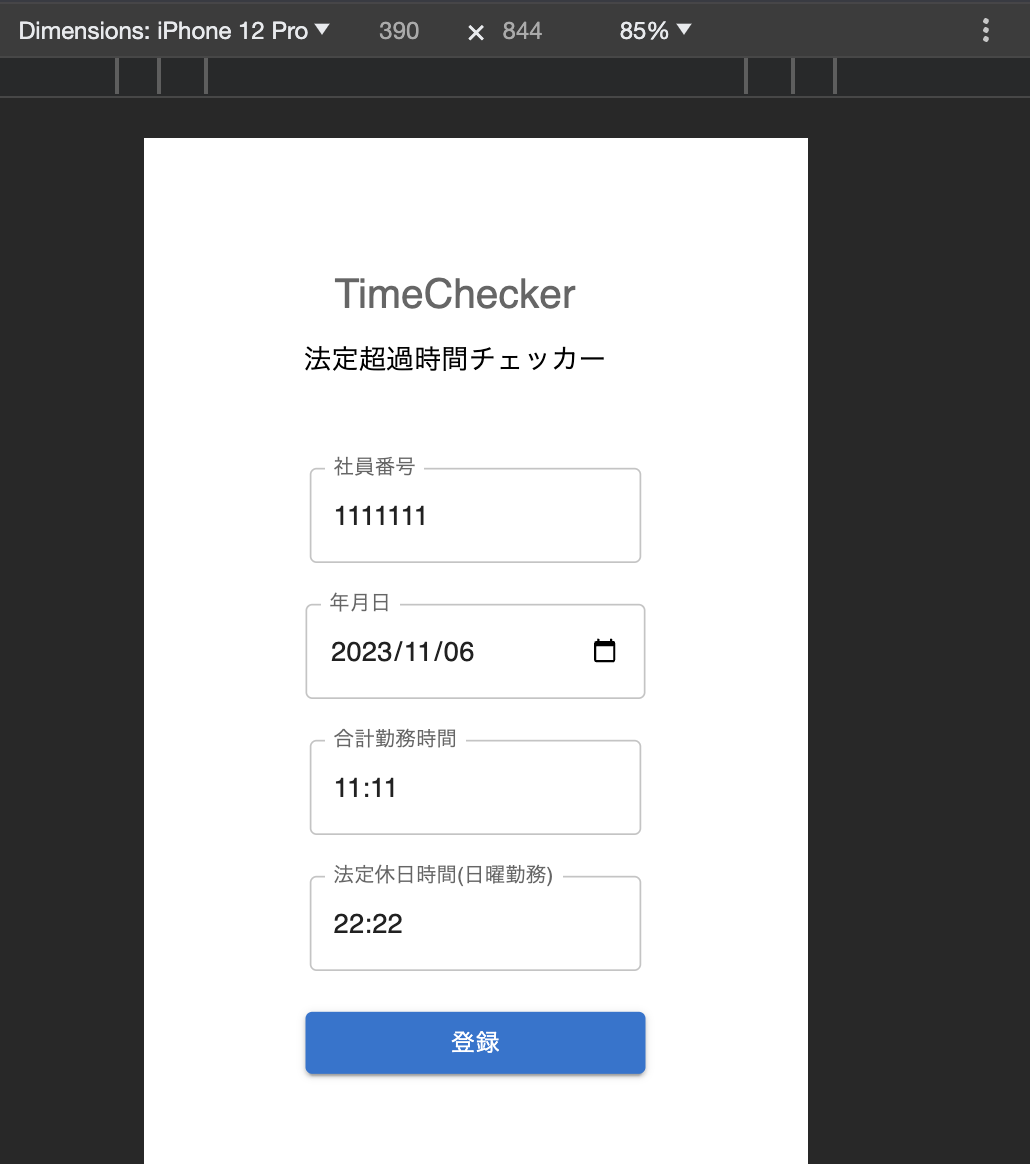 Dimensions: iPhone 12 Pro ▼ 390 × 844 85% ▼
TimeChecker
法定超過時間チェッカー
社員番号
1111111
年月日
2023/11/06
合計勤務時間
11:11
法定休日時間(日曜勤務)
22:22
登録